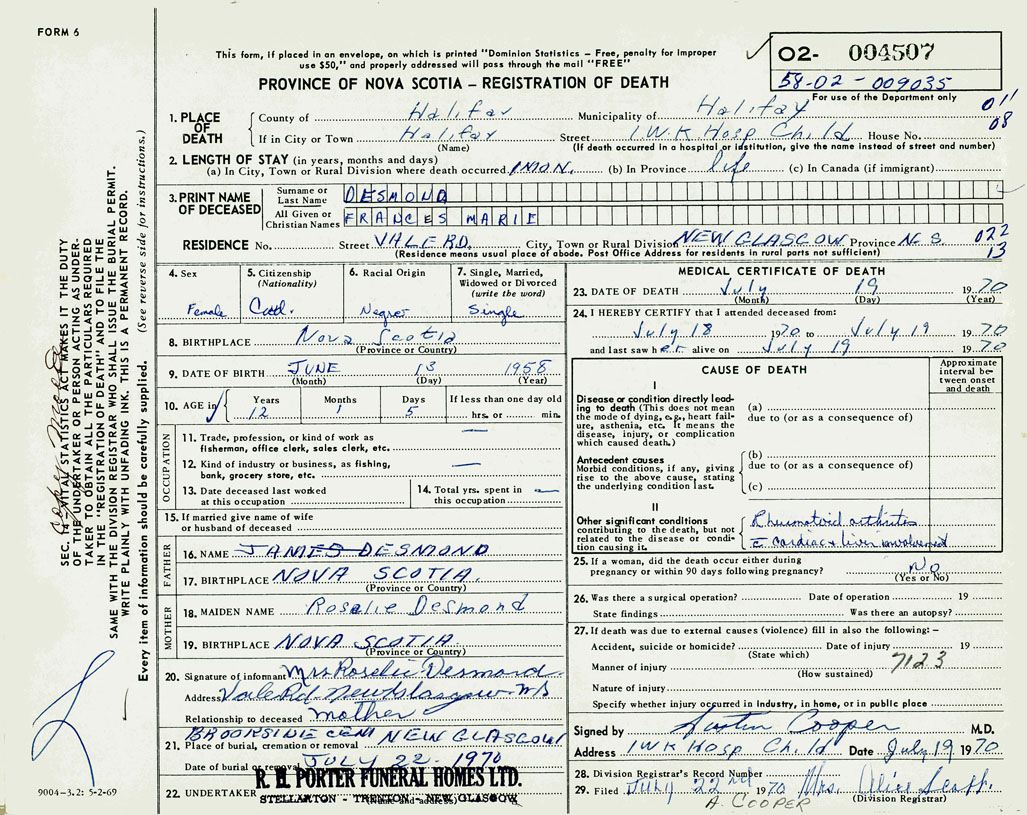 FORM 6
This form, if placed in an envelope, on which is printed "Dominion Statistics – Free, penalty for improper
use $50," and properly addressed will pass through the mail "FREE"
PROVINCE OF NOVA SCOTIA – REGISTRATION OF DEATH
O2- 004507
58-02-009035
For use of the Department only
011
08
1. PLACE OF DEATH
County of Halifax Municipality of Halifax
If in City or Town Halifax Street I.W.K Hosp Child House No.
(Name) (If death occurred in a hospital or institution, give the name instead of street and number)
2. LENGTH OF STAY (in years, months and days)
(a) In City, Town or Rural Division where death occurred (b) In Province life (c) In Canada (if immigrant)
3. PRINT NAME OF DECEASED
Surname or Last Name DESMOND
All Given or Christian Names FRANCES MARIE
RESIDENCE No. Street VALE RD. City, Town or Rural Division NEW GLASCOW Province N. S.
022
13
(Residence means usual place of abode. Post Office Address for residents in rural parts not sufficient)
4. Sex Female
5. Citizenship (Nationality)
6. Racial Origin Negro
7. Single, Married, Widowed or Divorced (write the word) Single
8. BIRTHPLACE Nova Scotia
(Province or Country)
9. DATE OF BIRTH JUNE 13 1958
(Month) (Day) (Year)
10. AGE in Years 12 Months 1 Days 5 If less than one day old hrs. or min.
OCCUPATION
11. Trade, profession, or kind of work as fisherman, office clerk, sales clerk, etc. —
12. Kind of industry or business, as fishing, bank, grocery store, etc. —
13. Date deceased last worked at this occupation
14. Total yrs. spent in this occupation —
15. If married give name of wife or husband of deceased
FATHER
16. NAME JAMES DESMOND
17. BIRTHPLACE NOVA SCOTIA.
(Province or Country)
MOTHER
18. MAIDEN NAME Rosalie Desmond
19. BIRTHPLACE NOVA SCOTIA.
(Province or Country)
20. Signature of informant Mrs Roselie Desmond
Address Vale Rd New Glasgow NS
Relationship to deceased mother
BROOKSIDE CEM NEW GLASCOW
21. Place of burial, cremation or removal
Date of burial or removal JULY 22 - 1970
22. UNDERTAKER R. H. PORTER FUNERAL HOMES LTD.
STELLARTON - TRENTON - NEW GLASGOW
(Name and address)
MEDICAL CERTIFICATE OF DEATH
23. DATE OF DEATH July 19 1970
(Month) (Day) (Year)
24. I HEREBY CERTIFY that I attended deceased from:
July 18 1970 to July 19 1970
and last saw her alive on July 19 1970
CAUSE OF DEATH
Approximate interval between onset and death
I
Disease or condition directly leading to death (This does not mean the mode of dying, e.g., heart failure, asthenia, etc. It means the disease, injury, or complication which caused death.)
(a)
due to (or as a consequence of)
Antecedent causes
Morbid conditions, if any, giving rise to the above cause, stating the underlying condition last.
(b)
due to (or as a consequence of)
(c)
II
Other significant conditions contributing to the death, but not related to the disease or condition causing it.
Rheumatoid arthritis
c̄ cardiac + liver involvement
25. If a woman, did the death occur either during pregnancy or within 90 days following pregnancy? No
(Yes or No)
26. Was there a surgical operation? Date of operation 19
State findings Was there an autopsy?
27. If death was due to external causes (violence) fill in also the following: –
Accident, suicide or homicide? Date of injury 19
(State which)
7123
Manner of injury
(How sustained)
Nature of injury
Specify whether injury occurred in industry, in home, or in public place
Signed by Austin Cooper M.D.
Address I W K Hosp Child Date July 19 1970
28. Division Registrar's Record Number
29. Filed July 22nd 1970 Mrs. Alice
(Division Registrar)
A. COOPER
SEC. 14 VITAL STATISTICS ACT MAKES IT THE DUTY
OF THE UNDERTAKER OR PERSON ACTING AS UNDER-
TAKER TO OBTAIN ALL THE PARTICULARS REQUIRED
IN THE "REGISTRATION OF DEATH" AND TO FILE THE
SAME WITH THE DIVISION REGISTRAR WHO SHALL ISSUE THE BURIAL PERMIT.
WRITE PLAINLY WITH UNFADING INK. THIS IS A PERMANENT RECORD.
Every item of information should be carefully supplied. (See reverse side for instructions.)
9004-3.2: 5-2-69